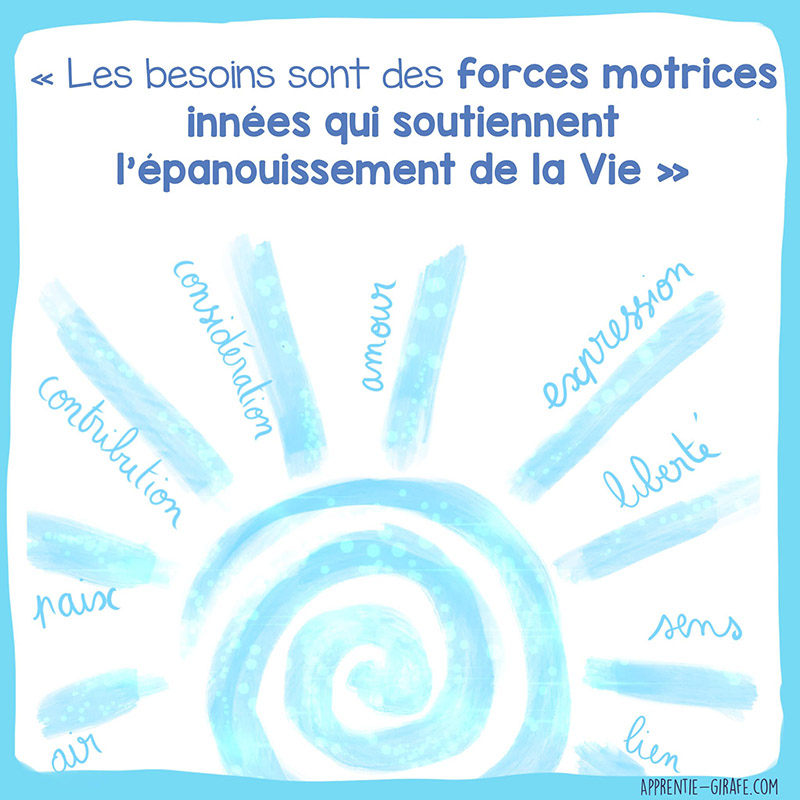 « Les besoins sont des forces motrices
innées qui soutiennent
l'épanouissement de la Vie »
considération
amour
expression
contribution
liberté
paix
sens
air
lien
APPRENTIE-GIRAFE.COM